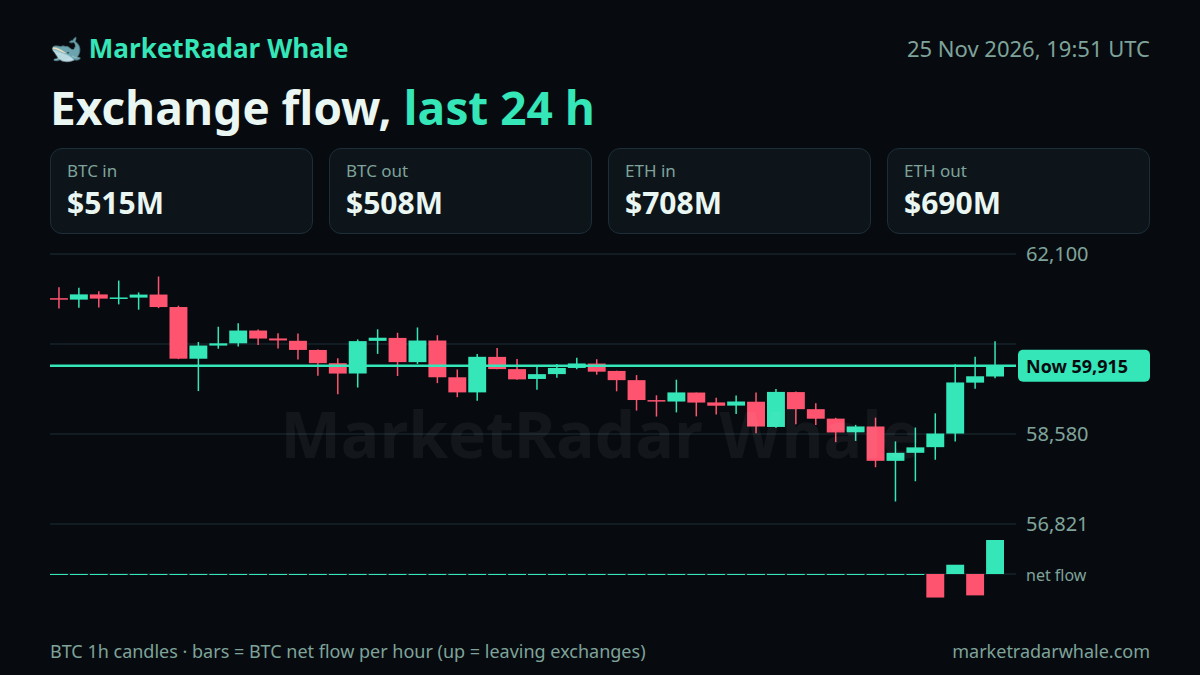 🐋 MarketRadar Whale
25 Nov 2026, 19:51 UTC
Exchange flow, last 24 h
BTC in
$515M
BTC out
$508M
ETH in
$708M
ETH out
$690M
62,100
Now 59,915
MarketRadar Whale
58,580
56,821
net flow
BTC 1h candles · bars = BTC net flow per hour (up = leaving exchanges)
marketradarwhale.com